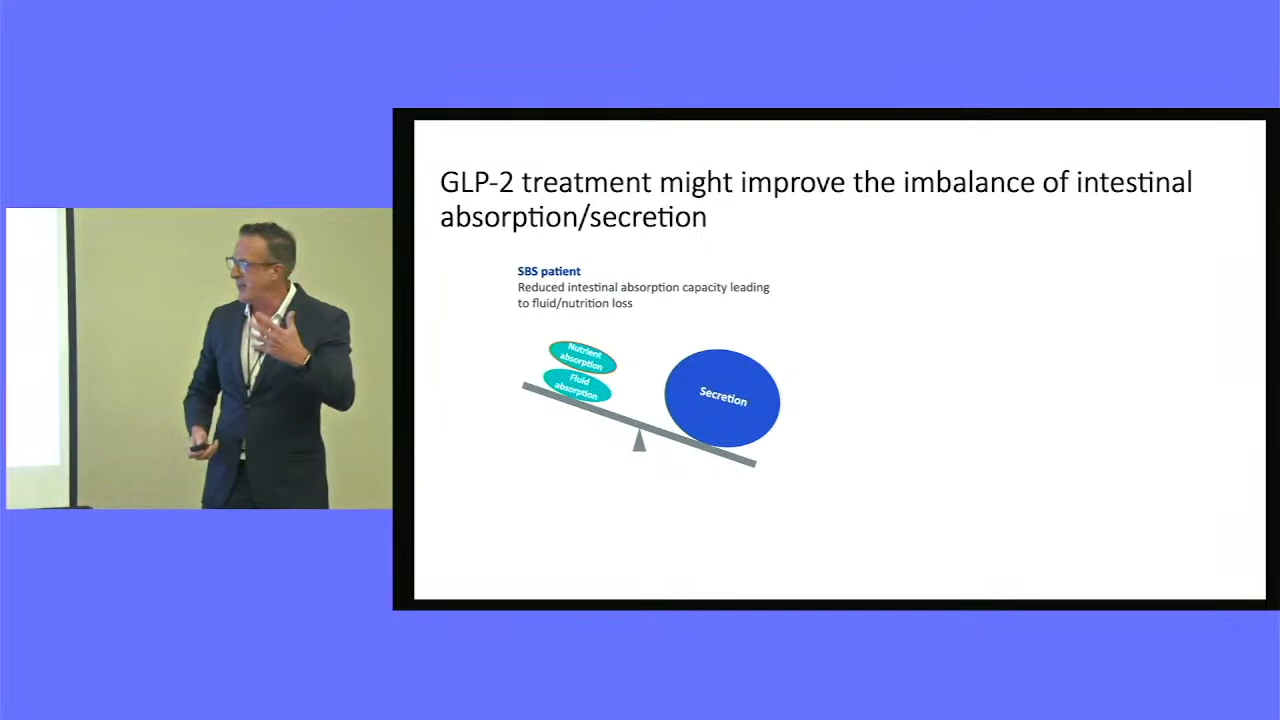 GLP-2 treatment might improve the imbalance of intestinal
absorption/secretion
SBS patient
Reduced intestinal absorption capacity leading
to fluid/nutrition loss
Nutrient
absorption
Fluid
absorption
Secretion